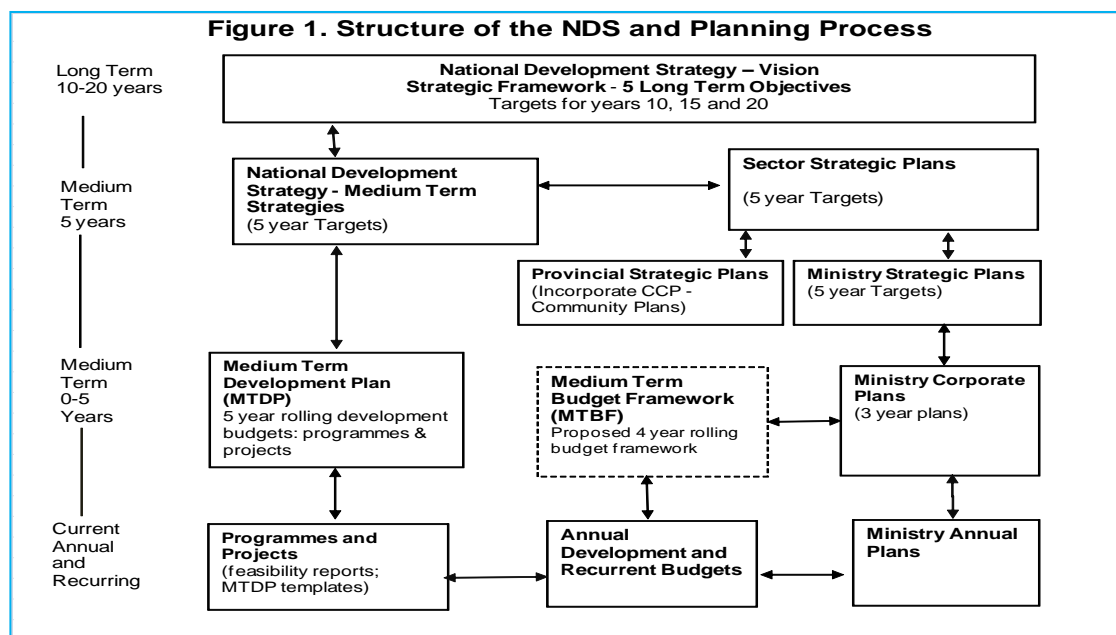 Figure 1. Structure of the NDS and Planning Process
Long Term
10-20 years
National Development Strategy – Vision
Strategic Framework - 5 Long Term Objectives
Targets for years 10, 15 and 20
Medium
Term
5 years
National Development
Strategy - Medium Term
Strategies
(5 year Targets)
Sector Strategic Plans
(5 year Targets)
Provincial Strategic Plans
(Incorporate CCP -
Community Plans)
Ministry Strategic Plans
(5 year Targets)
Medium
Term
0-5
Years
Medium Term
Development Plan
(MTDP)
5 year rolling development
budgets: programmes &
projects
Medium Term
Budget Framework
(MTBF)
Proposed 4 year rolling
budget framework
Ministry Corporate
Plans
(3 year plans)
Current
Annual
and
Recurring
Programmes and
Projects
(feasibility reports;
MTDP templates)
Annual
Development and
Recurrent Budgets
Ministry Annual
Plans